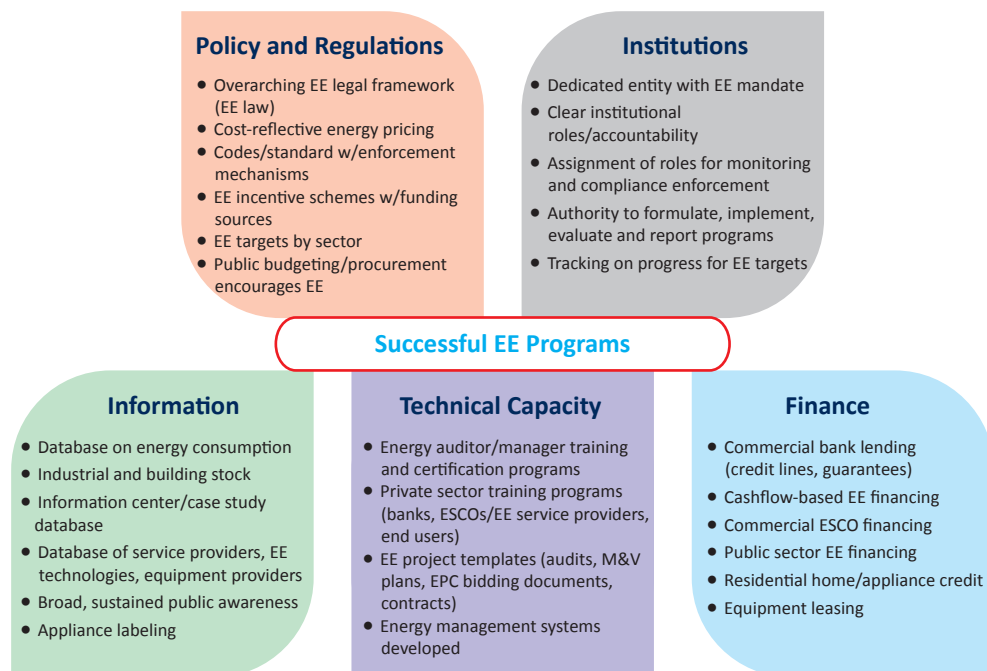 Policy and Regulations
• Overarching EE legal framework
(EE law)
• Cost-reflective energy pricing
• Codes/standard w/enforcement
mechanisms
• EE incentive schemes w/funding
sources
• EE targets by sector
• Public budgeting/procurement
encourages EE
Institutions
• Dedicated entity with EE mandate
• Clear institutional
roles/accountability
• Assignment of roles for monitoring
and compliance enforcement
• Authority to formulate, implement,
evaluate and report programs
• Tracking on progress for EE targets
Successful EE Programs
Information
• Database on energy consumption
• Industrial and building stock
• Information center/case study
database
• Database of service providers, EE
technologies, equipment providers
• Broad, sustained public awareness
• Appliance labeling
Technical Capacity
• Energy auditor/manager training
and certification programs
• Private sector training programs
(banks, ESCOs/EE service providers,
end users)
• EE project templates (audits, M&V
plans, EPC bidding documents,
contracts)
• Energy management systems
developed
Finance
• Commercial bank lending
(credit lines, guarantees)
• Cashflow-based EE financing
• Commercial ESCO financing
• Public sector EE financing
• Residential home/appliance credit
• Equipment leasing